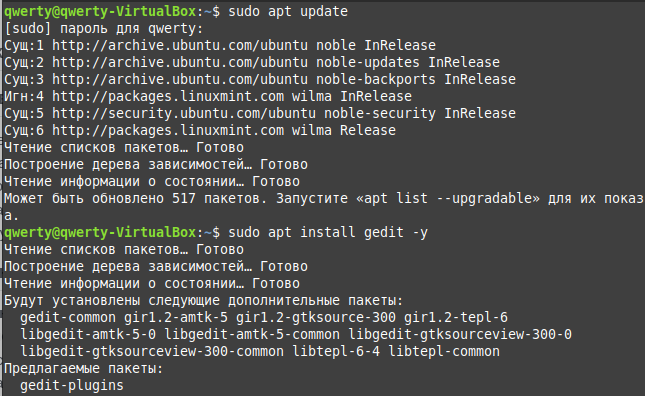 qwerty@qwerty-VirtualBox:~$ sudo apt update
[sudo] пароль для qwerty:
Сущ:1 http://archive.ubuntu.com/ubuntu noble InRelease
Сущ:2 http://archive.ubuntu.com/ubuntu noble-updates InRelease
Сущ:3 http://archive.ubuntu.com/ubuntu noble-backports InRelease
Игн:4 http://packages.linuxmint.com wilma InRelease
Сущ:5 http://security.ubuntu.com/ubuntu noble-security InRelease
Сущ:6 http://packages.linuxmint.com wilma Release
Чтение списков пакетов… Готово
Построение дерева зависимостей… Готово
Чтение информации о состоянии… Готово
Может быть обновлено 517 пакетов. Запустите «apt list --upgradable» для их показ
а.
qwerty@qwerty-VirtualBox:~$ sudo apt install gedit -y
Чтение списков пакетов… Готово
Построение дерева зависимостей… Готово
Чтение информации о состоянии… Готово
Будут установлены следующие дополнительные пакеты:
  gedit-common gir1.2-amtk-5 gir1.2-gtksource-300 gir1.2-tepl-6
  libgedit-amtk-5-0 libgedit-amtk-5-common libgedit-gtksourceview-300-0
  libgedit-gtksourceview-300-common libtepl-6-4 libtepl-common
Предлагаемые пакеты:
  gedit-plugins